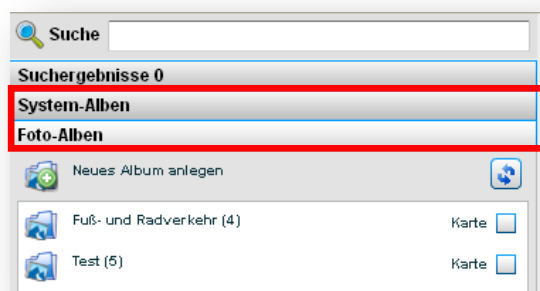 Suche
Suchergebnisse 0
System-Alben
Foto-Alben
Neues Album anlegen
Fuß- und Radverkehr (4) Karte
Test (5) Karte